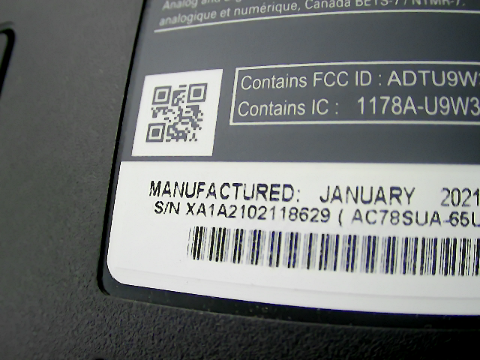 analogique et numérique, Canada BETS-7 / NTMR-7.
Contains FCC ID : ADTU9W
Contains IC : 1178A-U9W3
MANUFACTURED: JANUARY 2021
S/N XA1A2102118629 ( AC78SUA-65U